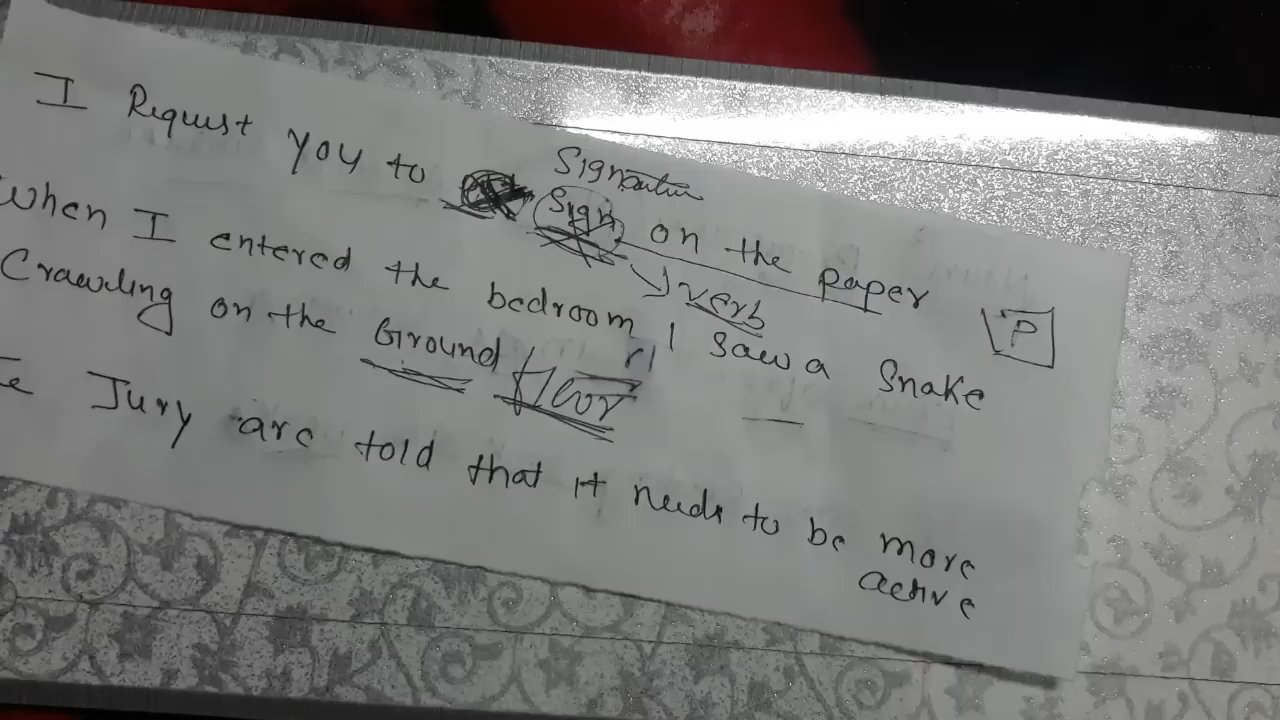 I Request you to Sign on the paper
Signature
verb
P
When I entered the bedroom I saw a Snake
Crawling on the Ground / floor
Jury are told that it needs to be more
active